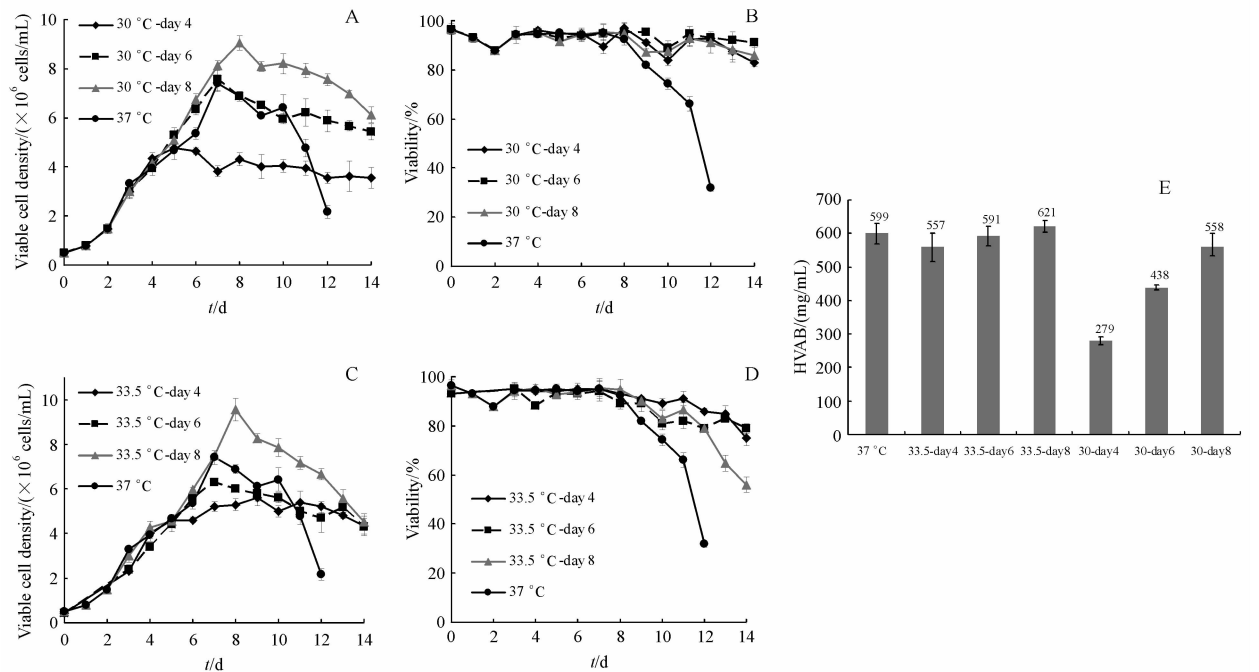 A
Viable cell density/(×10⁶ cells/mL)
10
8
6
4
2
0
30 °C-day 4
30 °C-day 6
30 °C-day 8
37 °C
0 2 4 6 8 10 12 14
t/d
B
Viability/%
100
80
60
40
20
0
30 °C-day 4
30 °C-day 6
30 °C-day 8
37 °C
0 2 4 6 8 10 12 14
t/d
C
Viable cell density/(×10⁶ cells/mL)
10
8
6
4
2
0
33.5 °C-day 4
33.5 °C-day 6
33.5 °C-day 8
37 °C
0 2 4 6 8 10 12 14
t/d
D
Viability/%
100
80
60
40
20
0
33.5 °C-day 4
33.5 °C-day 6
33.5 °C-day 8
37 °C
0 2 4 6 8 10 12 14
t/d
E
HVAB/(mg/mL)
700
600
500
400
300
200
100
0
599 557 591 621 279 438 558
37 °C 33.5-day4 33.5-day6 33.5-day8 30-day4 30-day6 30-day8